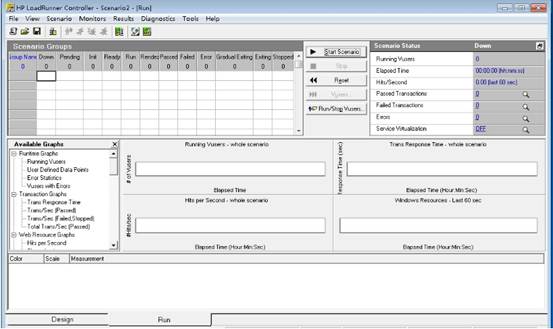 HP LoadRunner Controller - Scenario2 - [Run]
File View Scenario Monitors Results Diagnostics Tools Help
Scenario Groups
Group Name Down Pending Init Ready Run Rendez Passed Failed Error Gradual Exiting Exiting Stopped
0 0 0 0 0 0 0 0 0 0 0 0 0
Start Scenario
Stop
Reset
Vusers...
Run/Stop Vusers...
Scenario Status Down
Running Vusers 0
Elapsed Time 00:00:00 (hh:mm:ss)
Hits/Second 0.00 (last 60 sec)
Passed Transactions 0
Failed Transactions 0
Errors 0
Service Virtualization OFF
Available Graphs
Runtime Graphs
Running Vusers
User Defined Data Points
Error Statistics
Vusers with Errors
Transaction Graphs
Trans Response Time
Trans/Sec (Passed)
Trans/Sec (Failed,Stopped)
Total Trans/Sec (Passed)
Web Resource Graphs
Hits per Second
Running Vusers - whole scenario
# of Vusers
Elapsed Time
Trans Response Time - whole scenario
Response Time (sec)
Elapsed Time (Hour:Min:Sec)
Hits per Second - whole scenario
#Hits/sec
Elapsed Time (Hour:Min:Sec)
Windows Resources - Last 60 sec
Elapsed Time (Hour:Min:Sec)
Color Scale Measurement
Design Run